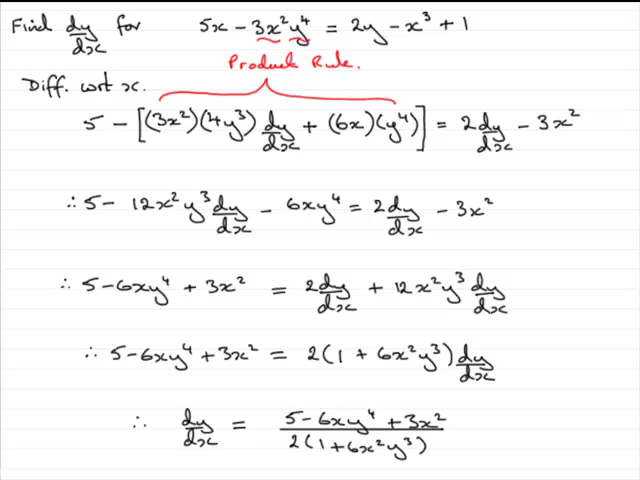 Find dy/dx for 5x - 3x²y⁴ = 2y - x³ + 1
Product Rule.
Diff. wrt x.
5 - [(3x²)(4y³) dy/dx + (6x)(y⁴)] = 2 dy/dx - 3x²
∴ 5 - 12x²y³ dy/dx - 6xy⁴ = 2 dy/dx - 3x²
∴ 5 - 6xy⁴ + 3x² = 2 dy/dx + 12x²y³ dy/dx
∴ 5 - 6xy⁴ + 3x² = 2(1 + 6x²y³) dy/dx
∴ dy/dx = (5 - 6xy⁴ + 3x²)/(2(1 + 6x²y³))